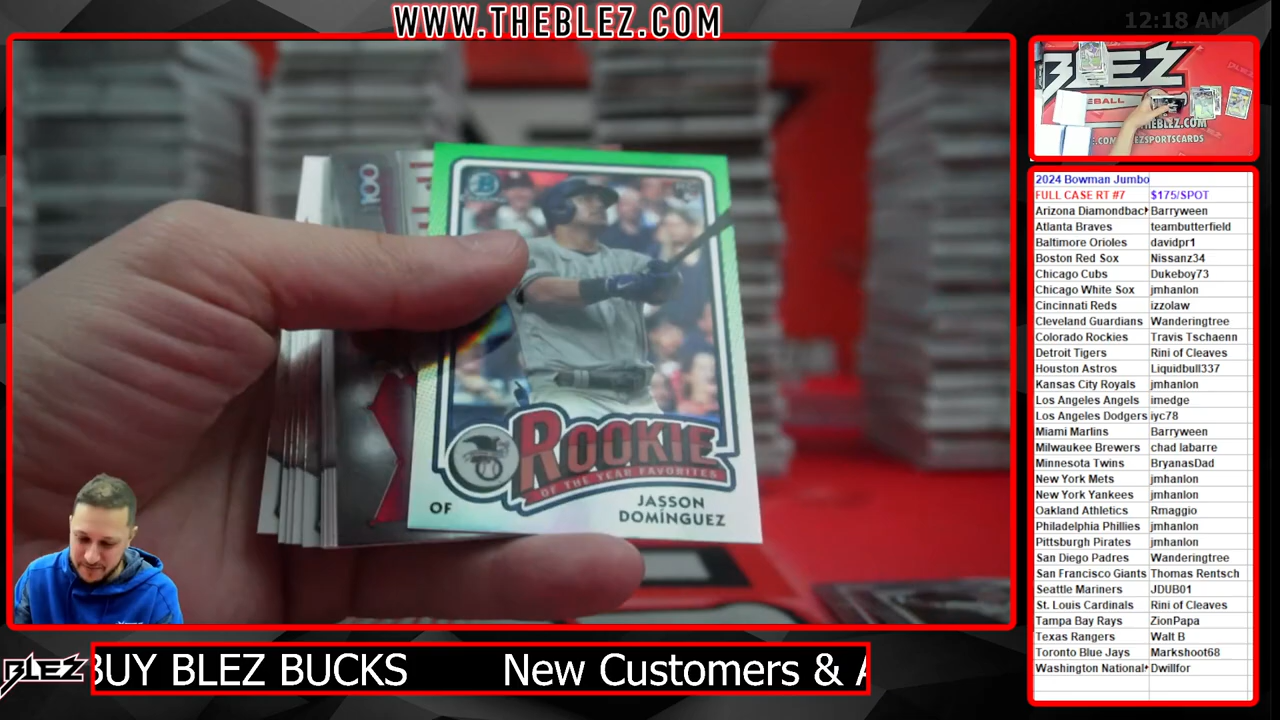 WWW.THEBLEZ.COM
12:18 AM
ROOKIE
OF THE YEAR FAVORITES
OF
JASSON
DOMÍNGUEZ
BLEZ
EBALL
THEBLEZ.COM
2024 Bowman Jumbo
FULL CASE RT #7 $175/SPOT
Arizona Diamondbac Barryween
Atlanta Braves teambutterfield
Baltimore Orioles davidpr1
Boston Red Sox Nissanz34
Chicago Cubs Dukeboy73
Chicago White Sox jmhanlon
Cincinnati Reds izzolaw
Cleveland Guardians Wanderingtree
Colorado Rockies Travis Tschaenn
Detroit Tigers Rini of Cleaves
Houston Astros Liquidbull337
Kansas City Royals jmhanlon
Los Angeles Angels imedge
Los Angeles Dodgers iyc78
Miami Marlins Barryween
Milwaukee Brewers chad labarre
Minnesota Twins BryanasDad
New York Mets jmhanlon
New York Yankees jmhanlon
Oakland Athletics Rmaggio
Philadelphia Phillies jmhanlon
Pittsburgh Pirates jmhanlon
San Diego Padres Wanderingtree
San Francisco Giants Thomas Rentsch
Seattle Mariners JDUB01
St. Louis Cardinals Rini of Cleaves
Tampa Bay Rays ZionPapa
Texas Rangers Walt B
Toronto Blue Jays Markshoot68
Washington National Dwillfor
BLEZ
BUY BLEZ BUCKS New Customers & A